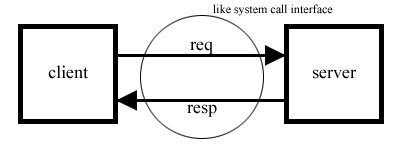 like system call interface
req
client
server
resp